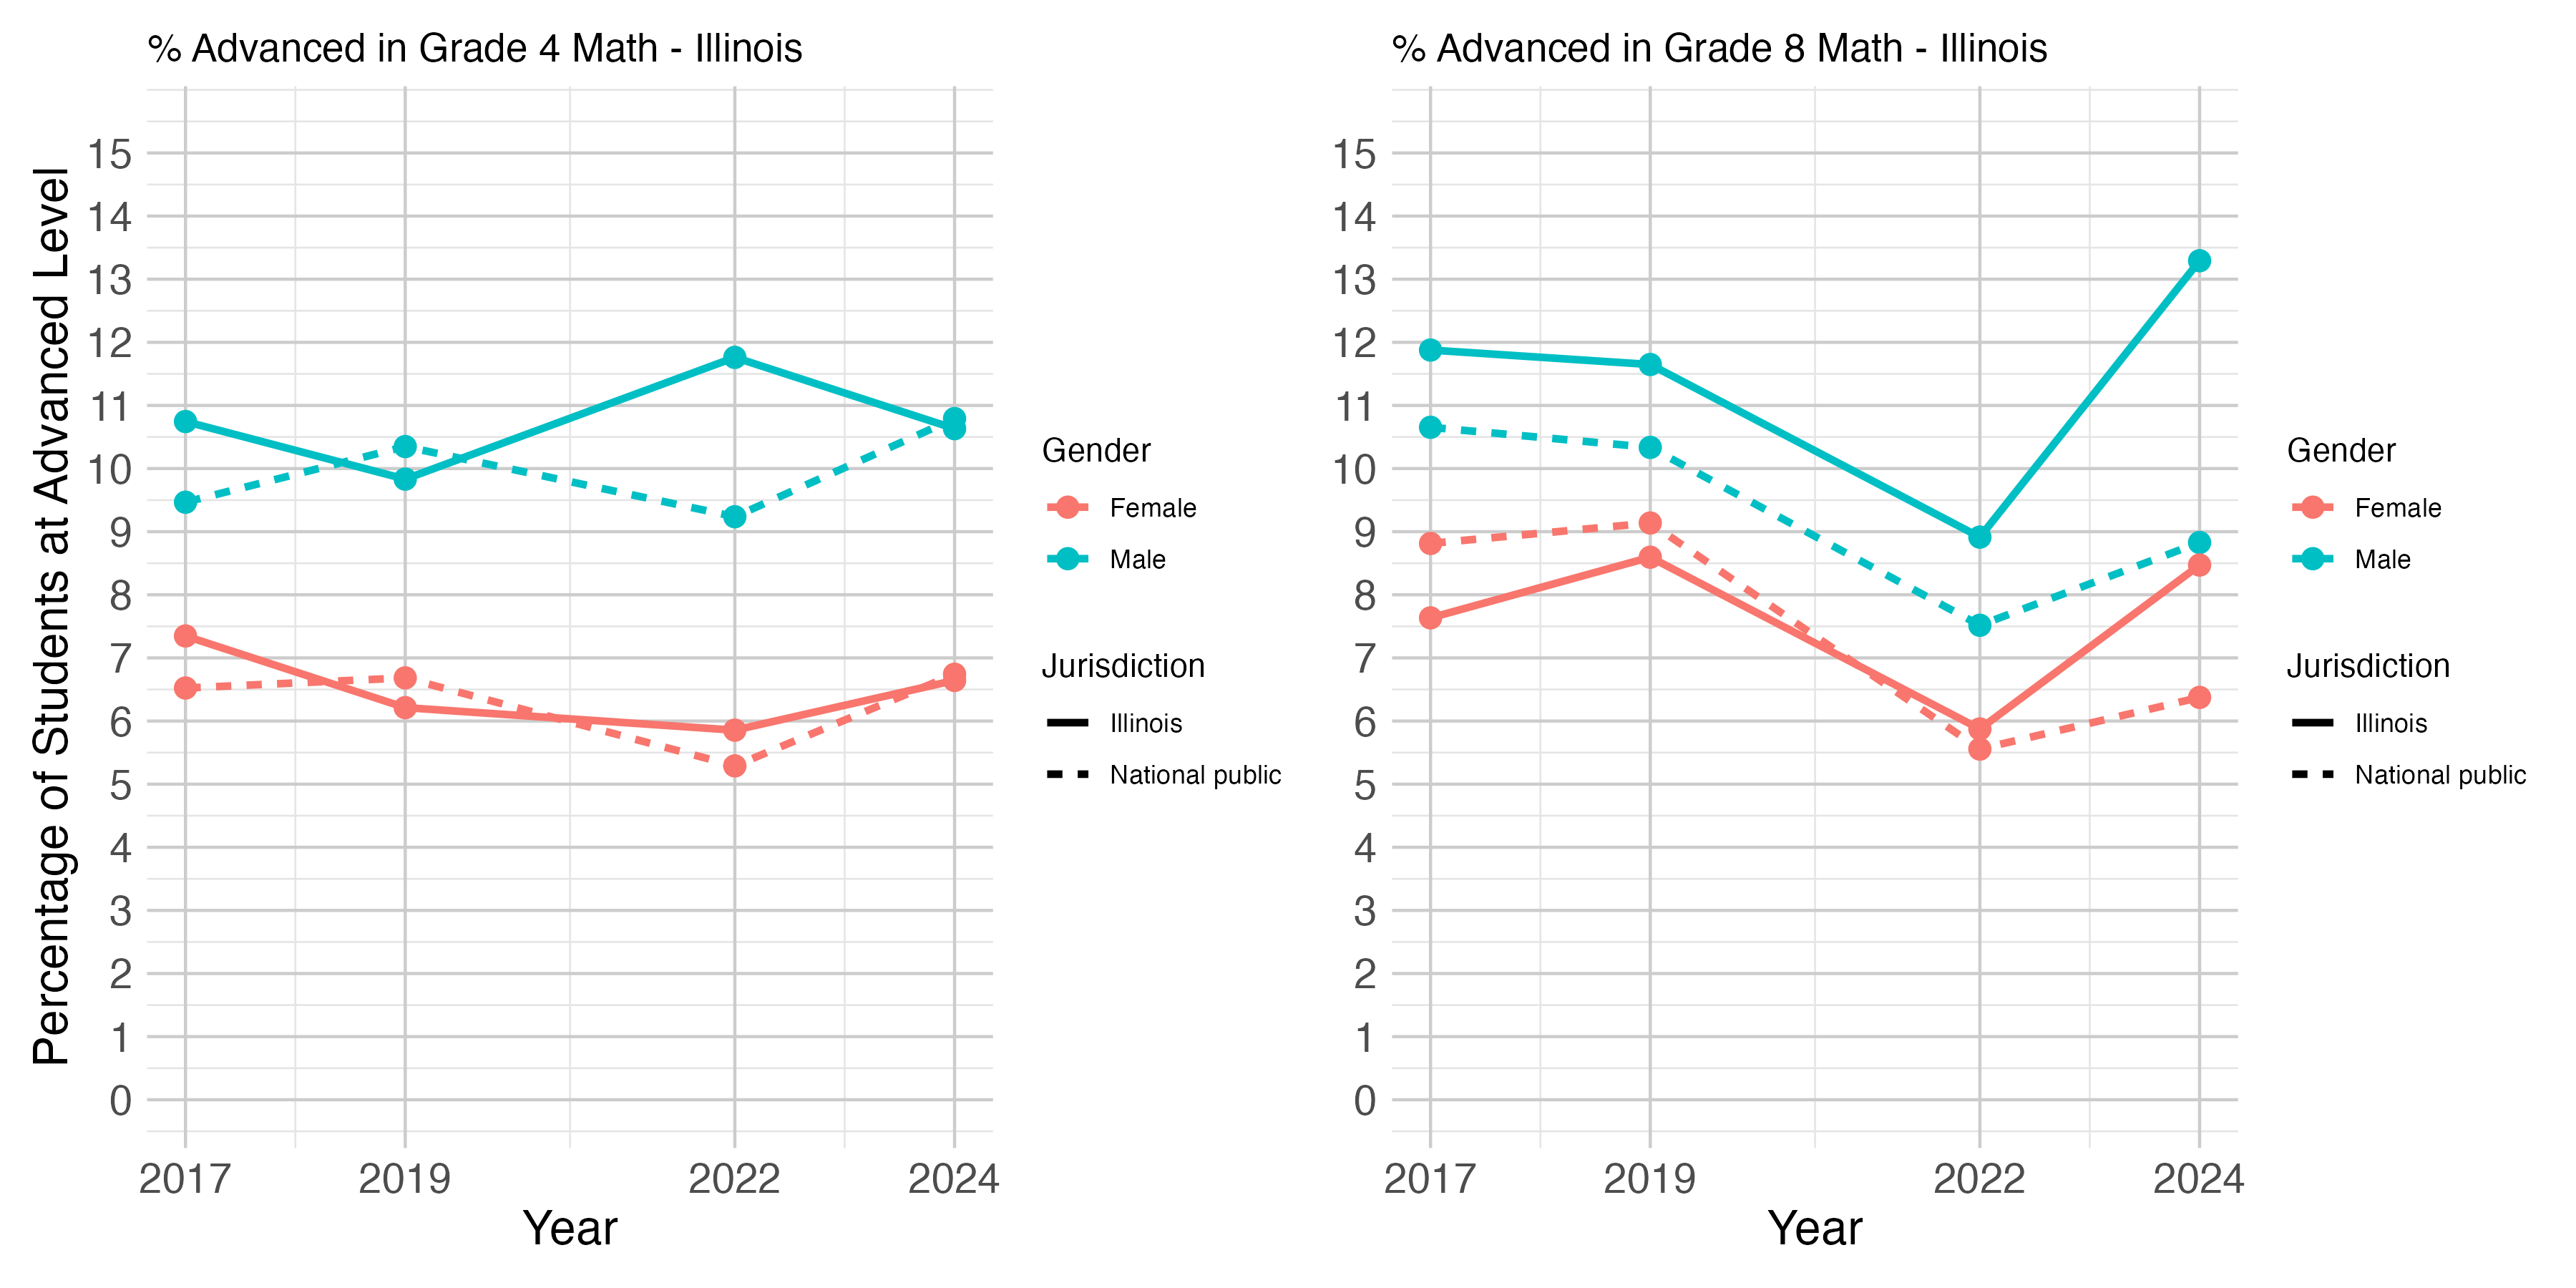 % Advanced in Grade 4 Math - Illinois
Percentage of Students at Advanced Level
15
14
13
12
11
10
9
8
7
6
5
4
3
2
1
0
2017 2019 2022 2024
Year
Gender
Female
Male
Jurisdiction
Illinois
National public
% Advanced in Grade 8 Math - Illinois
15
14
13
12
11
10
9
8
7
6
5
4
3
2
1
0
2017 2019 2022 2024
Year
Gender
Female
Male
Jurisdiction
Illinois
National public